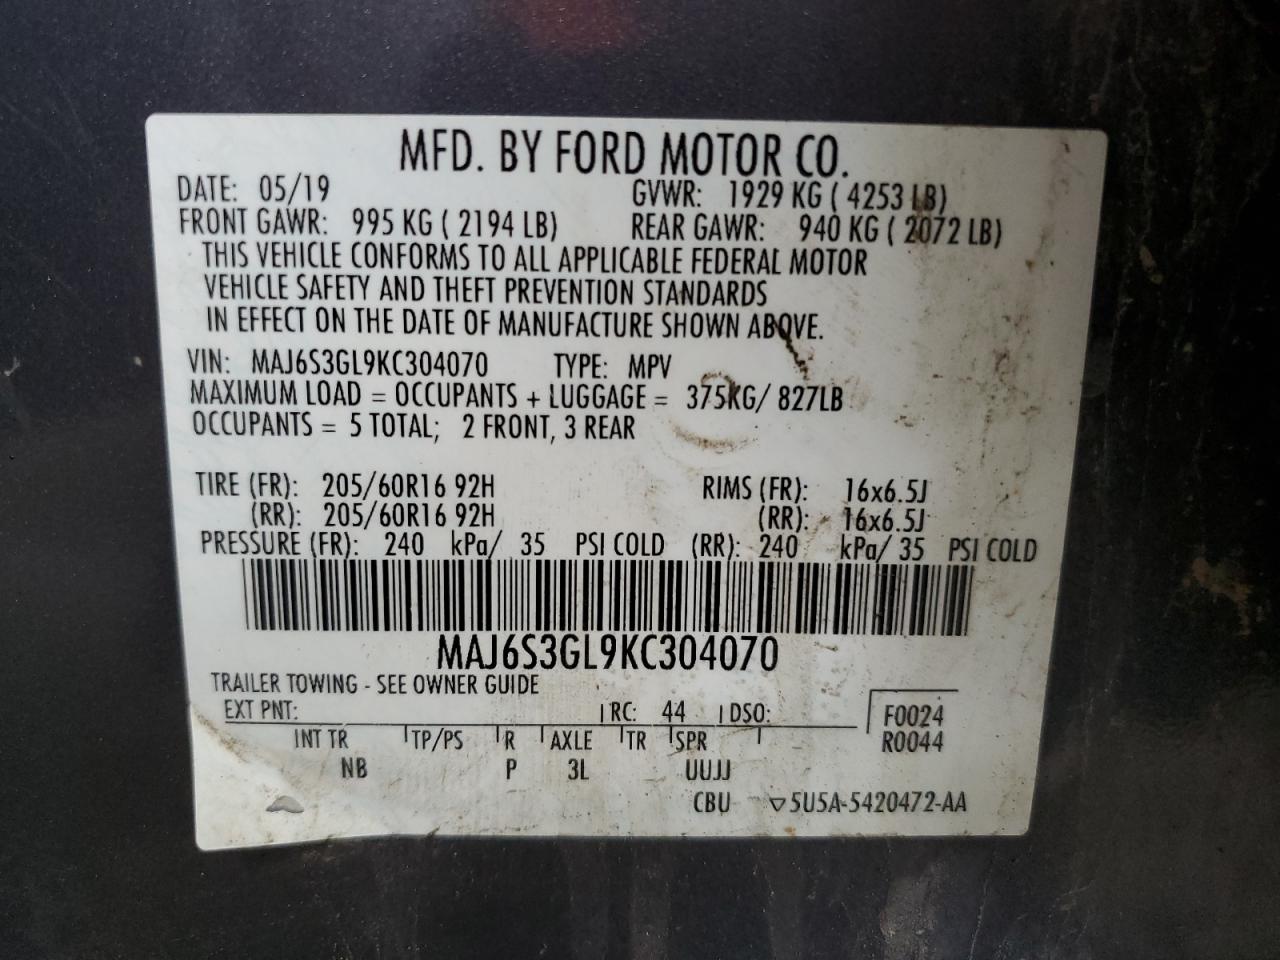 MFD. BY FORD MOTOR CO.
DATE: 05/19 GVWR: 1929 KG ( 4253 LB)
FRONT GAWR: 995 KG ( 2194 LB) REAR GAWR: 940 KG ( 2072 LB)
THIS VEHICLE CONFORMS TO ALL APPLICABLE FEDERAL MOTOR
VEHICLE SAFETY AND THEFT PREVENTION STANDARDS
IN EFFECT ON THE DATE OF MANUFACTURE SHOWN ABOVE.
VIN: MAJ6S3GL9KC304070 TYPE: MPV
MAXIMUM LOAD = OCCUPANTS + LUGGAGE = 375KG/ 827LB
OCCUPANTS = 5 TOTAL; 2 FRONT, 3 REAR
TIRE (FR): 205/60R16 92H RIMS (FR): 16x6.5J
(RR): 205/60R16 92H (RR): 16x6.5J
PRESSURE (FR): 240 kPa/ 35 PSI COLD (RR): 240 kPa/ 35 PSI COLD
MAJ6S3GL9KC304070
TRAILER TOWING - SEE OWNER GUIDE
EXT PNT: RC: 44 DSO: F0024
INT TR TP/PS R AXLE TR SPR R0044
NB P 3L UUJJ
CBU ▽5U5A-5420472-AA